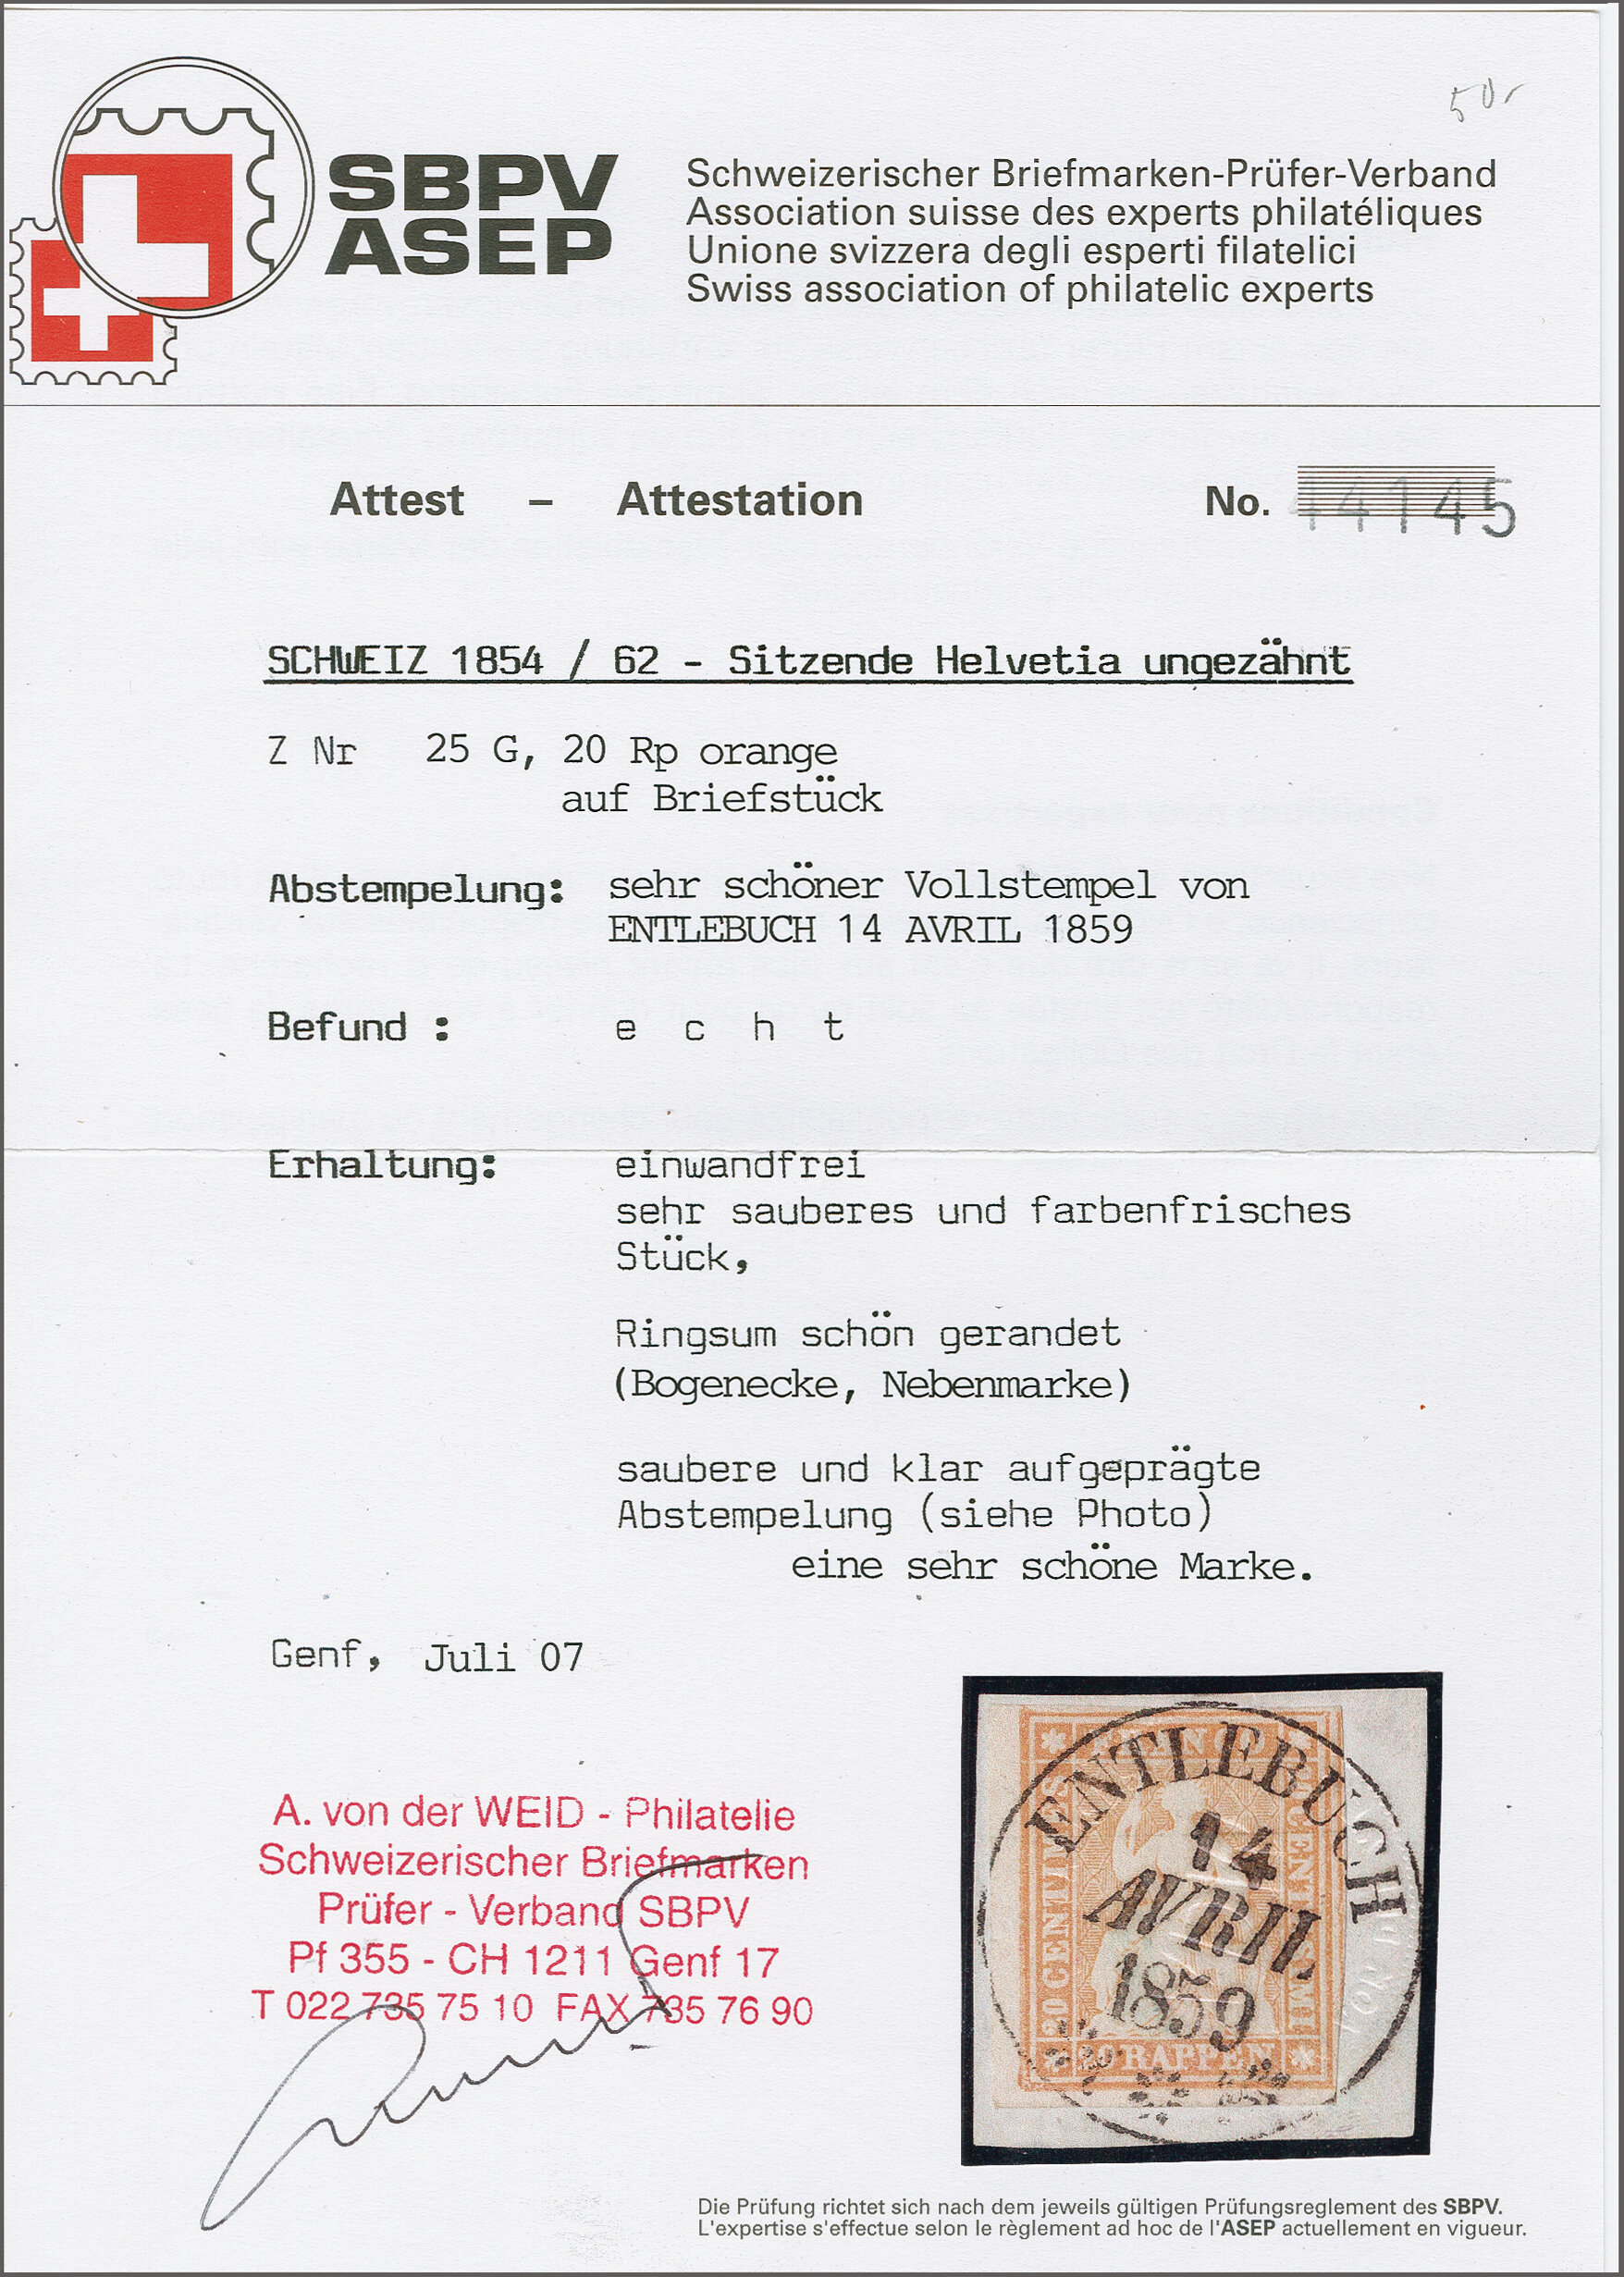 50.-
SBPV
ASEP
Schweizerischer Briefmarken-Prüfer-Verband
Association suisse des experts philatéliques
Unione svizzera degli esperti filatelici
Swiss association of philatelic experts
Attest – Attestation No. 44145
SCHWEIZ 1854 / 62 - Sitzende Helvetia ungezähnt
Z Nr 25 G, 20 Rp orange
auf Briefstück
Abstempelung: sehr schöner Vollstempel von
ENTLEBUCH 14 AVRIL 1859
Befund : e c h t
Erhaltung: einwandfrei
sehr sauberes und farbenfrisches
Stück,
Ringsum schön gerandet
(Bogenecke, Nebenmarke)
saubere und klar aufgeprägte
Abstempelung (siehe Photo)
eine sehr schöne Marke.
Genf, Juli 07
A. von der WEID - Philatelie
Schweizerischer Briefmarken
Prüfer - Verband SBPV
Pf 355 - CH 1211 Genf 17
T 022 735 75 10 FAX 735 76 90
ENTLEBUCH
14
AVRIL
1859
20 CENTIMES
RAPPEN
Die Prüfung richtet sich nach dem jeweils gültigen Prüfungsreglement des SBPV.
L'expertise s'effectue selon le règlement ad hoc de l'ASEP actuellement en vigueur.